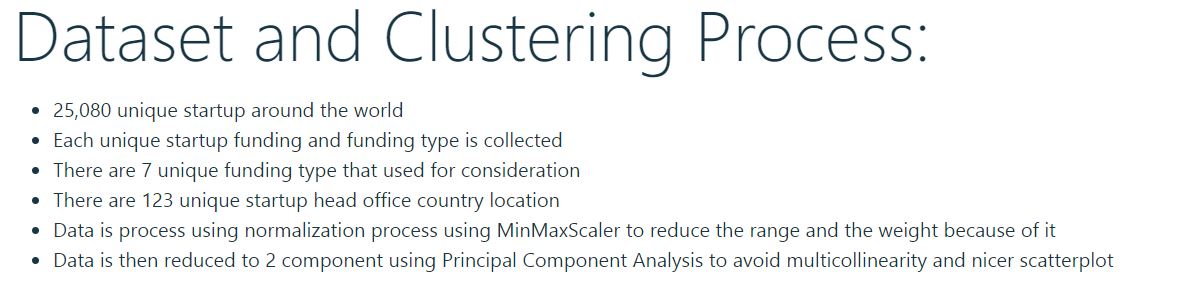 Dataset and Clustering Process:
• 25,080 unique startup around the world
• Each unique startup funding and funding type is collected
• There are 7 unique funding type that used for consideration
• There are 123 unique startup head office country location
• Data is process using normalization process using MinMaxScaler to reduce the range and the weight because of it
• Data is then reduced to 2 component using Principal Component Analysis to avoid multicollinearity and nicer scatterplot